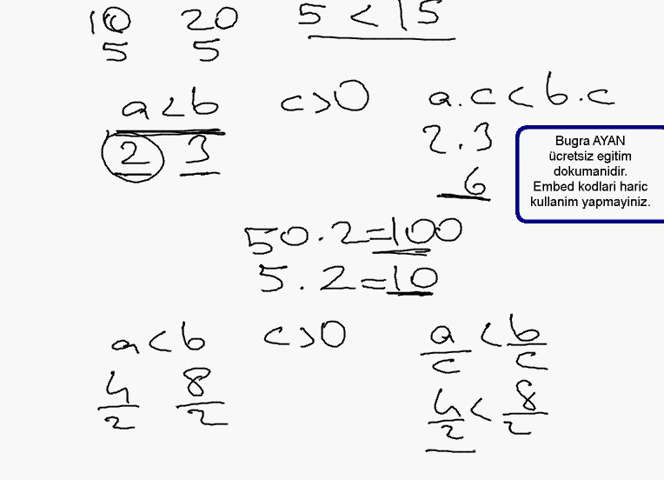 10 20 5 < 15
5 5
a < b c > 0 a.c < b.c
2 3 2.3
6
Bugra AYAN
ücretsiz egitim
dokumanidir.
Embed kodlari haric
kullanim yapmayiniz.
50.2=100
5.2=10
a < b c > 0 a/c < b/c
4/2 8/2 4/2 < 8/2